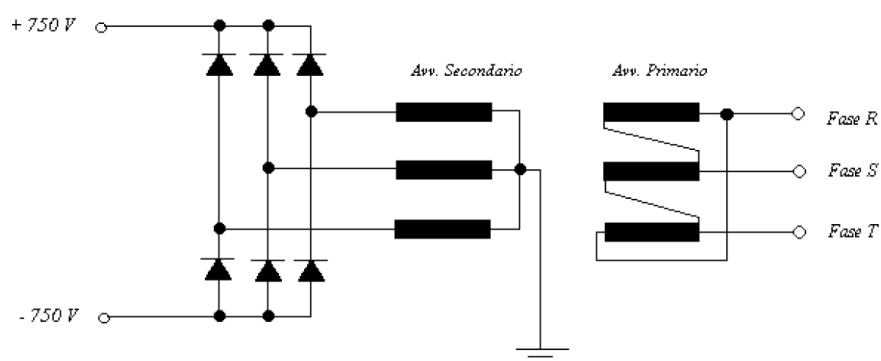 + 750 V
Avv. Secondario
Avv. Primario
Fase R
Fase S
Fase T
- 750 V